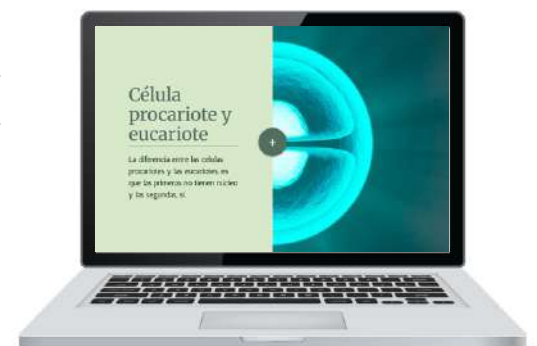 Célula
procariote y
eucariote
La diferencia entre las células
procariotes y las eucariotes es
que las primeras no tienen núcleo
y las segundas, sí.
+